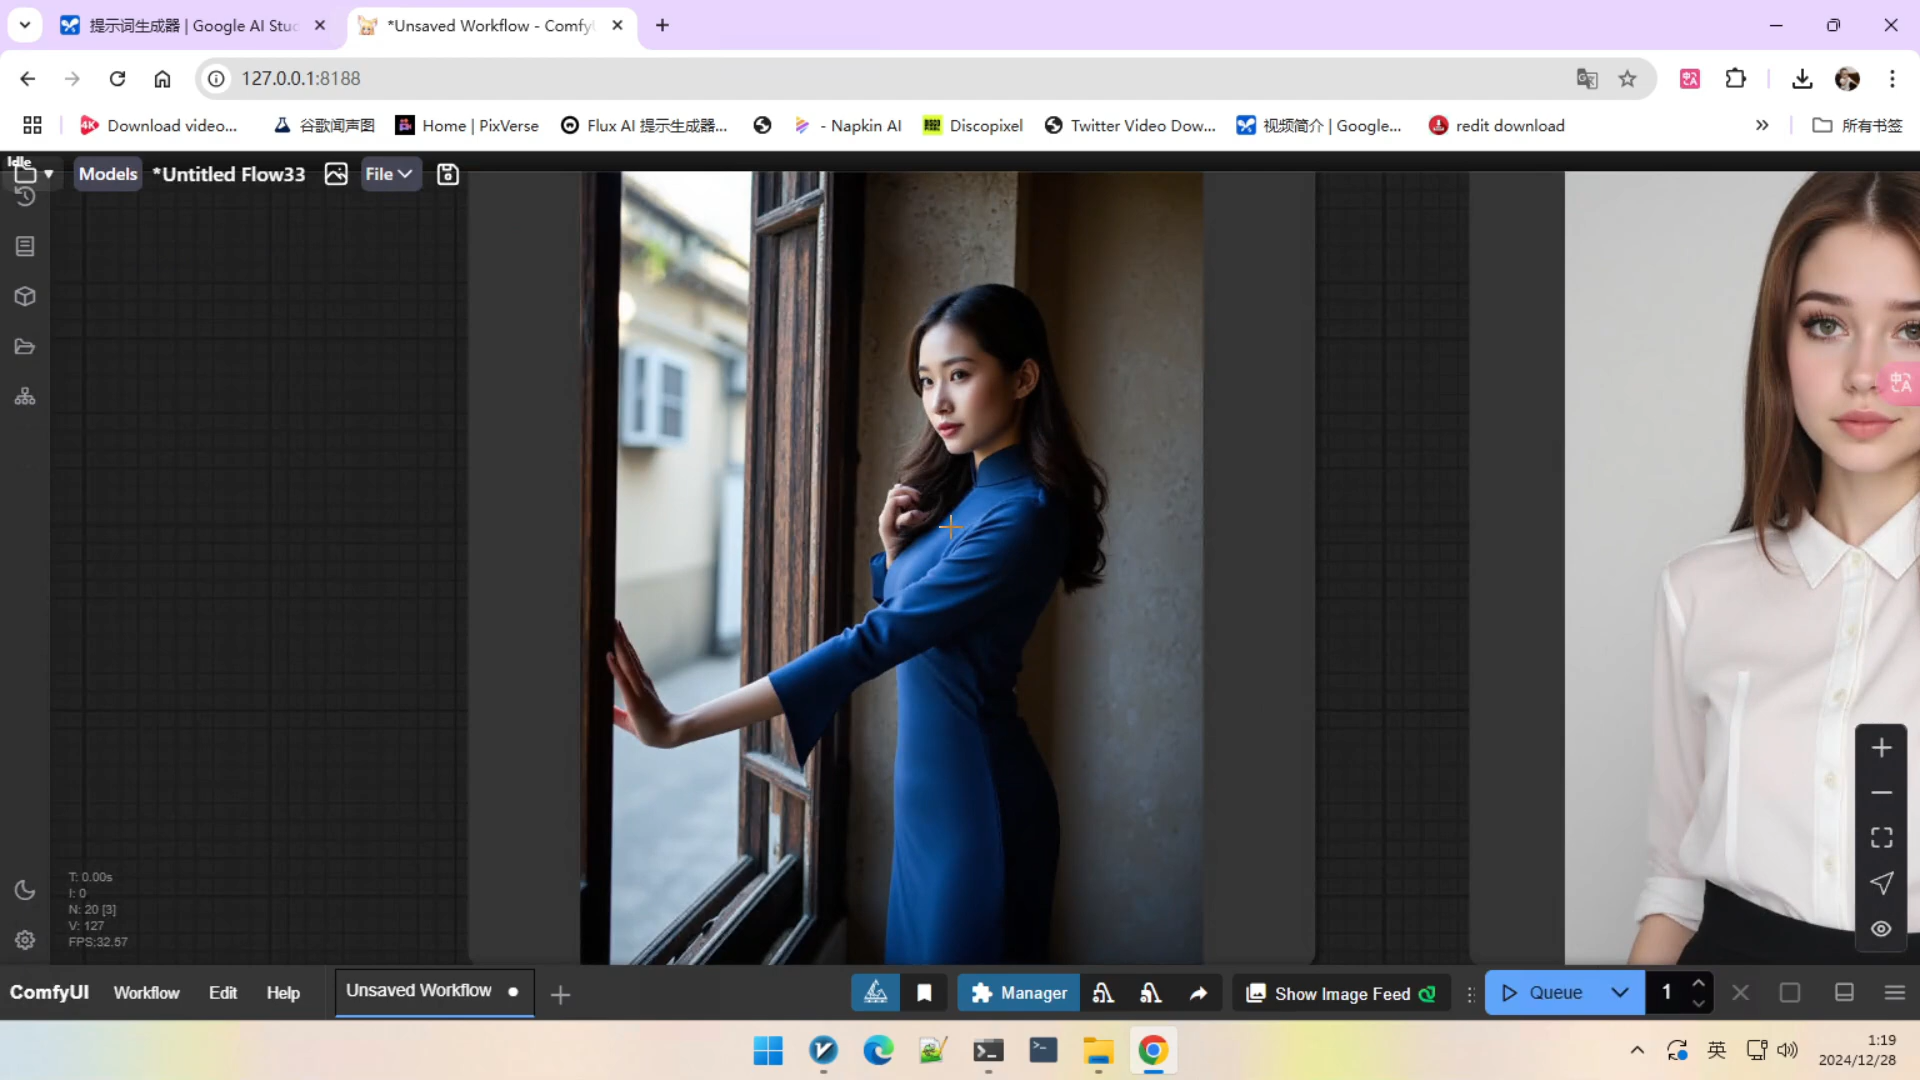 提示词生成器 | Google AI Stu
*Unsaved Workflow - Comfy
127.0.0.1:8188
Download video...
谷歌闻声图
Home | PixVerse
Flux AI 提示生成器...
- Napkin AI
Discopixel
Twitter Video Dow...
视频简介 | Google...
redit download
所有书签
Idle
Models
*Untitled Flow33
File
中
A
T: 0.00s
I: 0
N: 20 [3]
V: 127
FPS:32.57
ComfyUI
Workflow
Edit
Help
Unsaved Workflow
Manager
Show Image Feed
Queue
1
英
1:19
2024/12/28